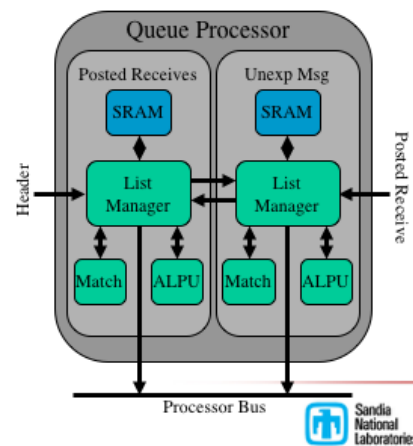 Queue Processor
Posted Receives
Unexp Msg
SRAM
SRAM
Header
List
Manager
List
Manager
Posted
Receive
Match
ALPU
Match
ALPU
Processor Bus
Sandia
National
Laboratories